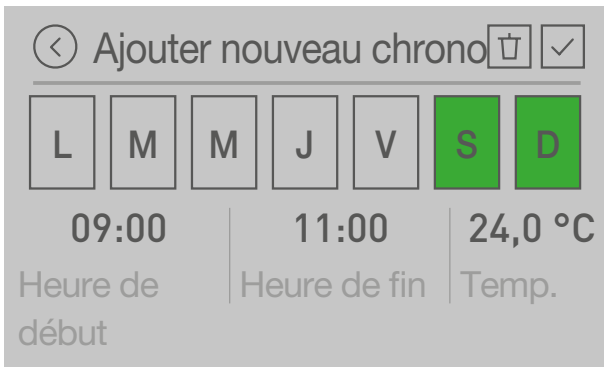 Ajouter nouveau chrono
L M M J V S D
09:00 11:00 24,0 °C
Heure de Heure de fin Temp.
début